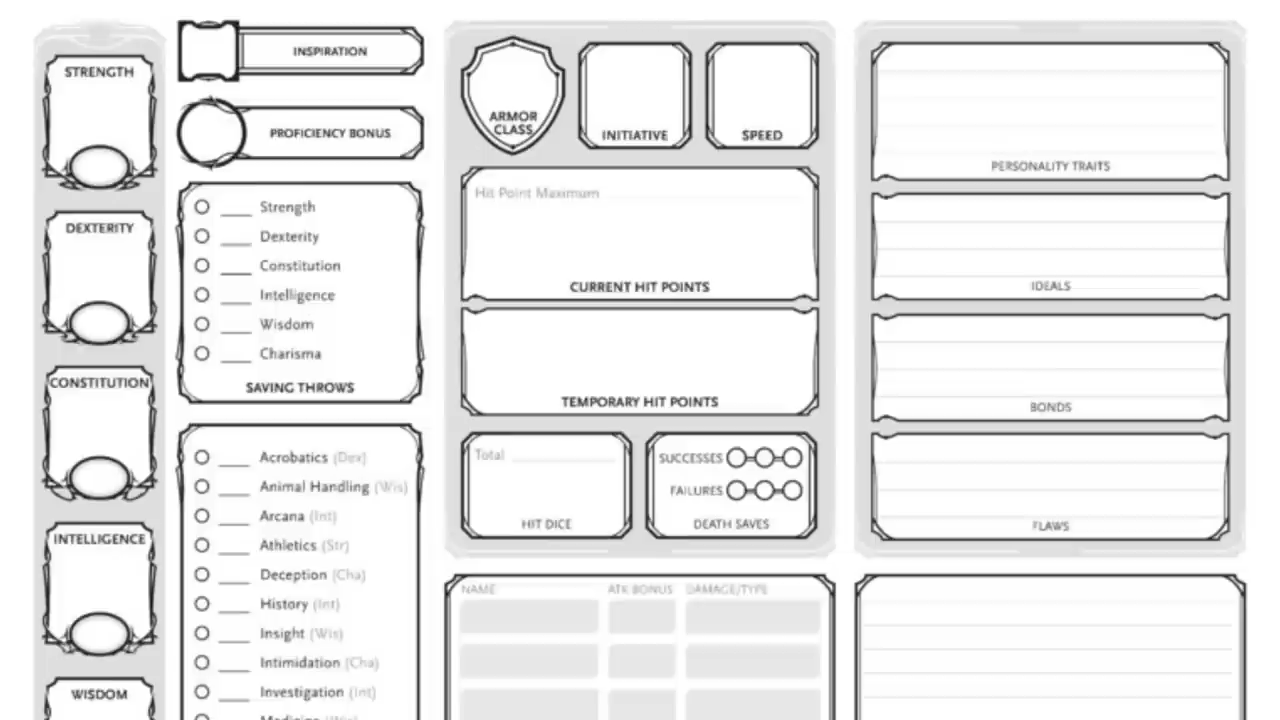 STRENGTH
DEXTERITY
CONSTITUTION
INTELLIGENCE
WISDOM
INSPIRATION
PROFICIENCY BONUS
Strength
Dexterity
Constitution
Intelligence
Wisdom
Charisma
SAVING THROWS
Acrobatics (Dex)
Animal Handling (Wis)
Arcana (Int)
Athletics (Str)
Deception (Cha)
History (Int)
Insight (Wis)
Intimidation (Cha)
Investigation (Int)
ARMOR
CLASS
INITIATIVE
SPEED
Hit Point Maximum
CURRENT HIT POINTS
TEMPORARY HIT POINTS
Total
HIT DICE
SUCCESSES
FAILURES
DEATH SAVES
NAME
ATK BONUS
DAMAGE/TYPE
PERSONALITY TRAITS
IDEALS
BONDS
FLAWS